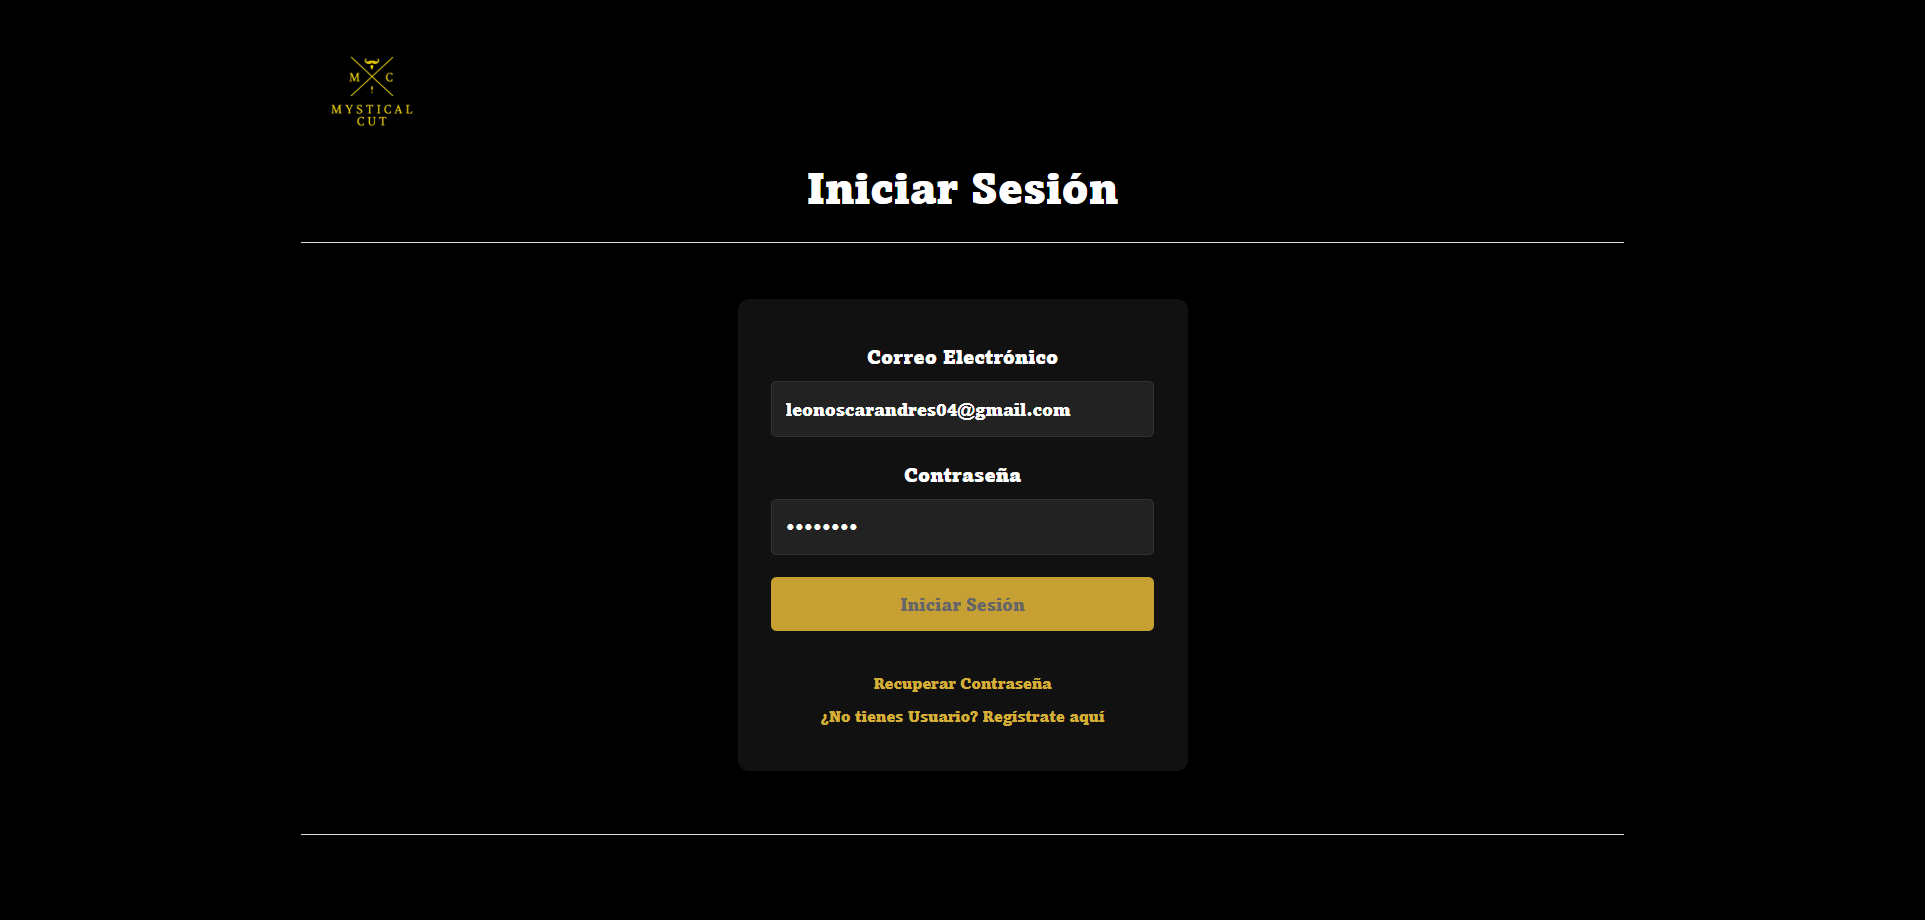 M C
MYSTICAL
CUT
Iniciar Sesión
Correo Electrónico
leonoscarandres04@gmail.com
Contraseña
••••••••
Iniciar Sesión
Recuperar Contraseña
¿No tienes Usuario? Regístrate aquí